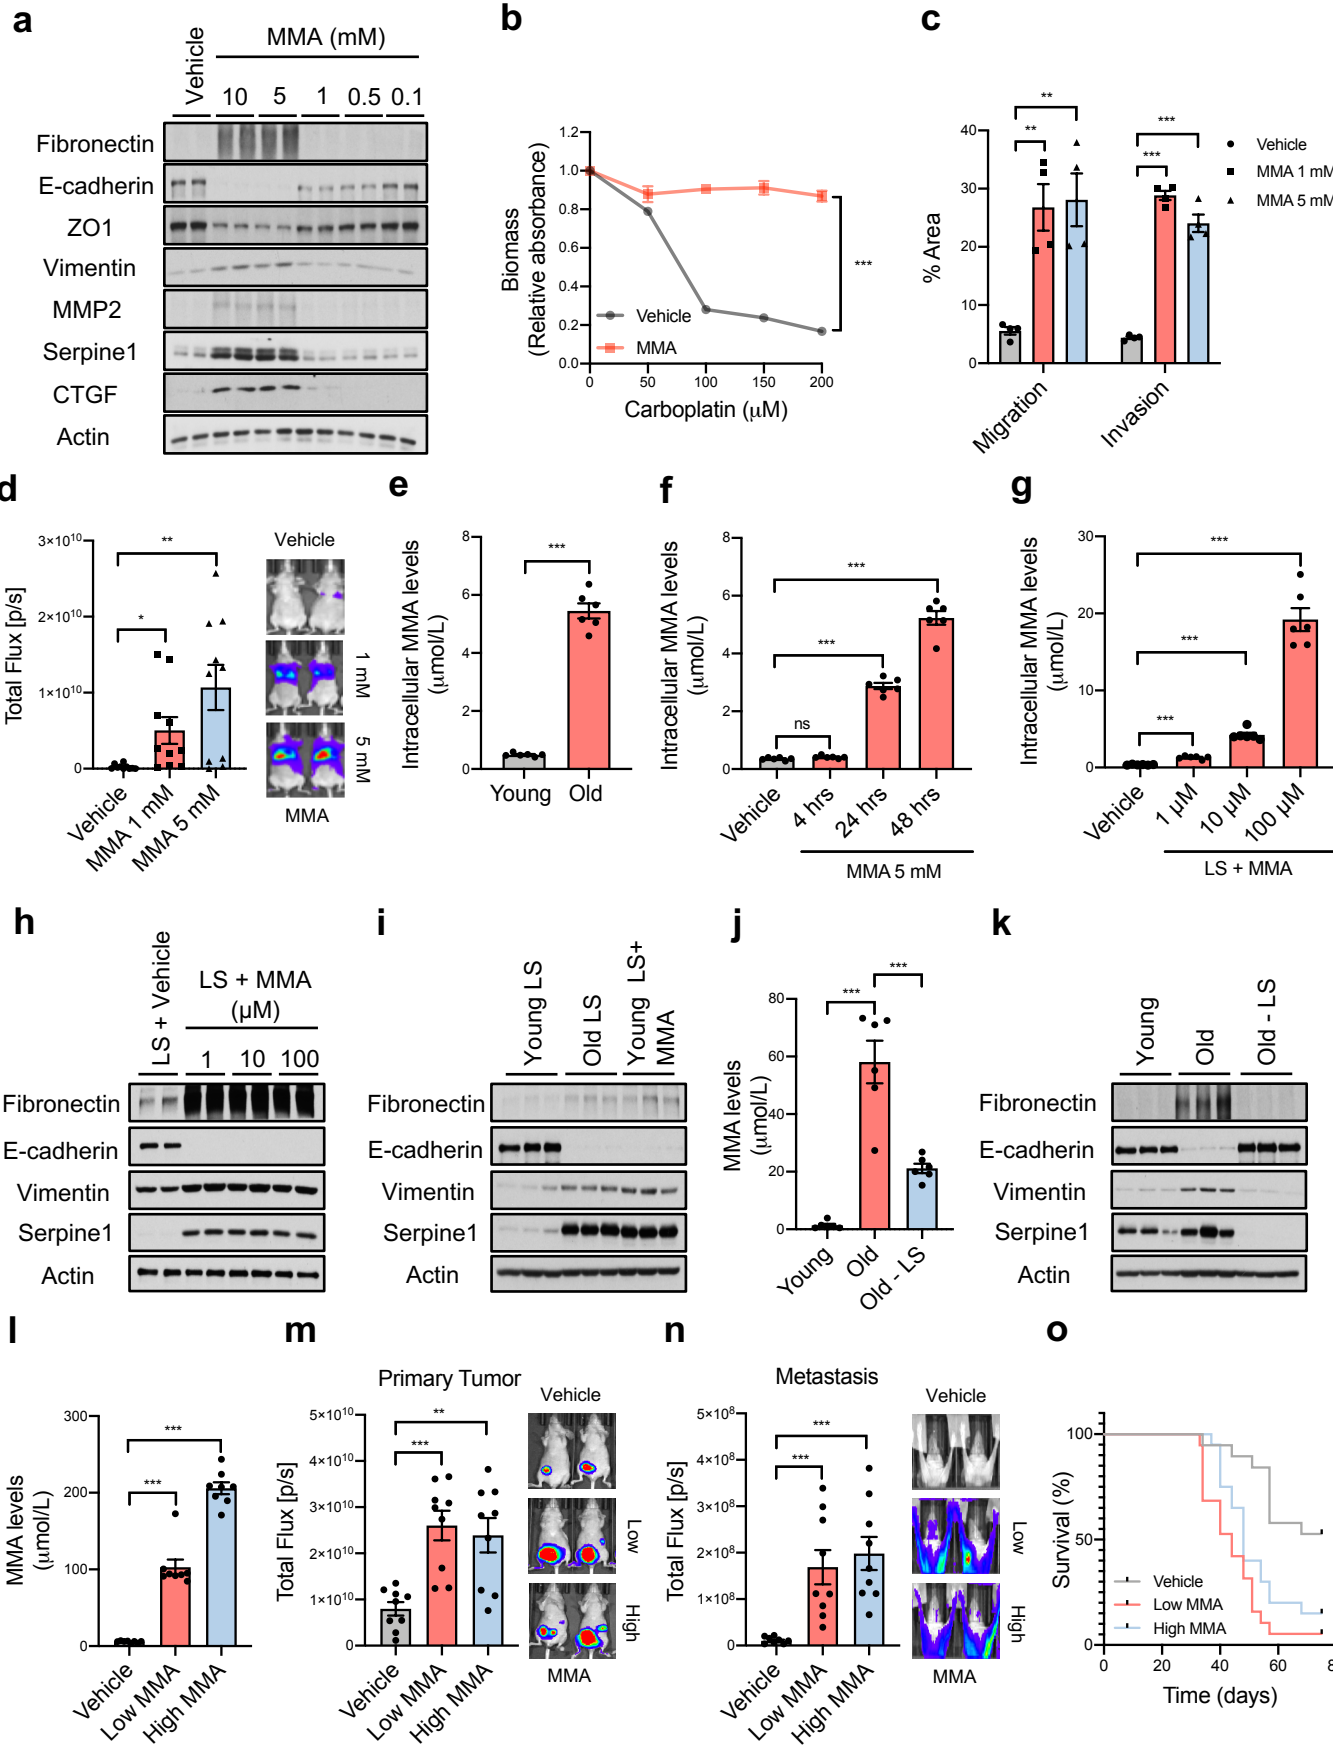 a
Vehicle
MMA (mM)
10 5 1 0.5 0.1
Fibronectin
E-cadherin
ZO1
Vimentin
MMP2
Serpine1
CTGF
Actin
b
Biomass
(Relative absorbance)
1.2
1.0
0.8
0.6
0.4
0.2
0.0
0 50 100 150 200
Carboplatin (μM)
Vehicle
MMA
***
c
% Area
40
30
20
10
0
** **
*** ***
Migration
Invasion
Vehicle
MMA 1 mM
MMA 5 mM
d
Total Flux [p/s]
3×10¹⁰
2×10¹⁰
1×10¹⁰
0
**
*
Vehicle
MMA 1 mM
MMA 5 mM
Vehicle
1 mM
5 mM
MMA
e
Intracellular MMA levels
(μmol/L)
8
6
4
2
0
***
Young Old
f
Intracellular MMA levels
(μmol/L)
8
6
4
2
0
***
***
ns
Vehicle
4 hrs
24 hrs
48 hrs
MMA 5 mM
g
Intracellular MMA levels
(μmol/L)
30
20
10
0
***
***
***
Vehicle
1 μM
10 μM
100 μM
LS + MMA
h
LS + Vehicle
LS + MMA
(μM)
1 10 100
Fibronectin
E-cadherin
Vimentin
Serpine1
Actin
i
Young LS
Old LS
Young LS+
MMA
Fibronectin
E-cadherin
Vimentin
Serpine1
Actin
j
MMA levels
(μmol/L)
80
60
40
20
0
***
***
Young
Old
Old - LS
k
Young
Old
Old - LS
Fibronectin
E-cadherin
Vimentin
Serpine1
Actin
l
MMA levels
(μmol/L)
300
200
100
0
***
***
Vehicle
Low MMA
High MMA
m
Primary Tumor
Total Flux [p/s]
5×10¹⁰
4×10¹⁰
3×10¹⁰
2×10¹⁰
1×10¹⁰
0
**
***
Vehicle
Low MMA
High MMA
Vehicle
Low
High
MMA
n
Metastasis
Total Flux [p/s]
5×10⁸
4×10⁸
3×10⁸
2×10⁸
1×10⁸
0
***
***
Vehicle
Low MMA
High MMA
Vehicle
Low
High
MMA
o
Survival (%)
100
50
0
Vehicle
Low MMA
High MMA
0 20 40 60 8
Time (days)